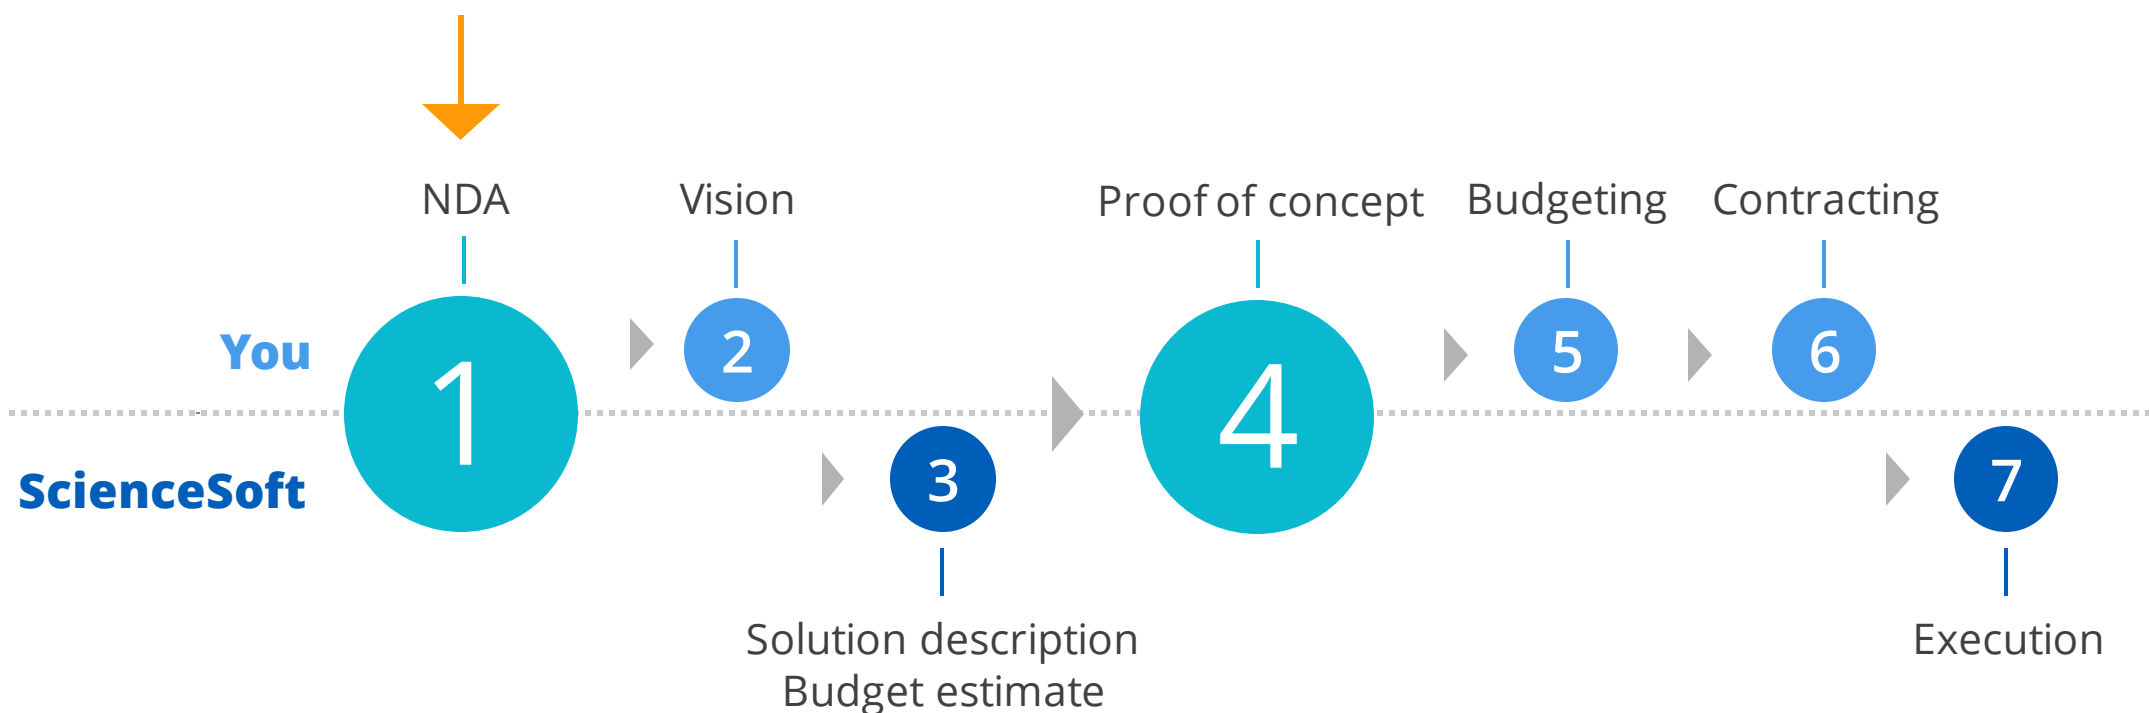 NDA
Vision
Proof of concept
Budgeting
Contracting
You
1
2
4
5
6
ScienceSoft
3
7
Solution description
Budget estimate
Execution